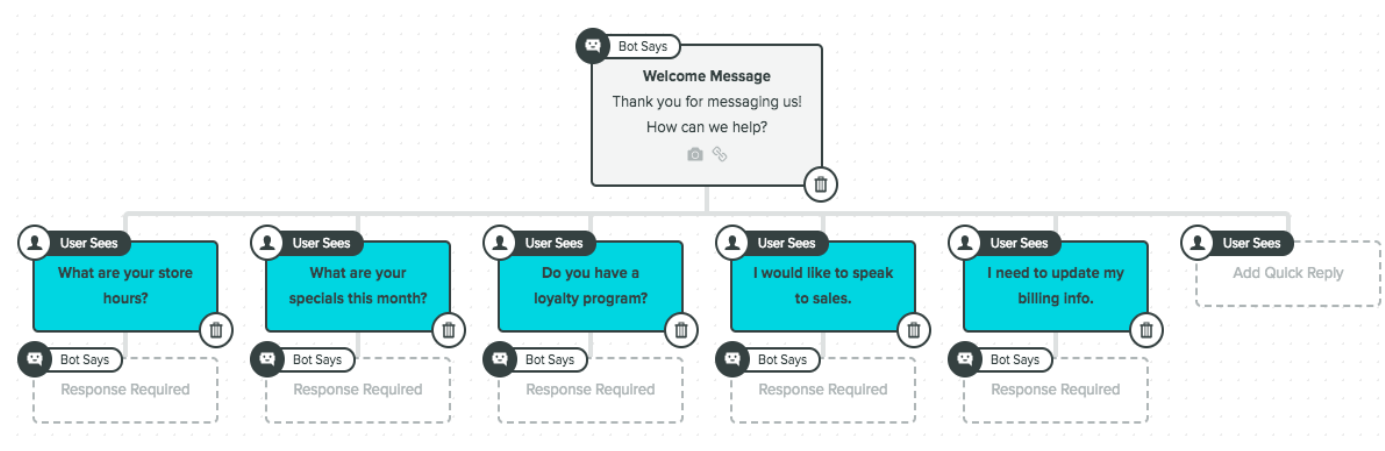 Bot Says
Welcome Message
Thank you for messaging us!
How can we help?
User Sees
What are your store
hours?
User Sees
What are your
specials this month?
User Sees
Do you have a
loyalty program?
User Sees
I would like to speak
to sales.
User Sees
I need to update my
billing info.
User Sees
Add Quick Reply
Bot Says
Response Required
Bot Says
Response Required
Bot Says
Response Required
Bot Says
Response Required
Bot Says
Response Required